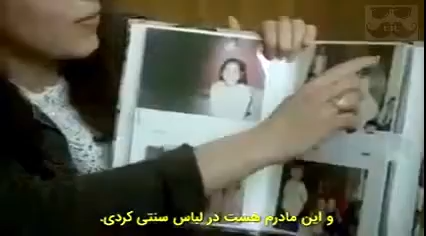 و این مادرم هست در لباس سنتی کردی.